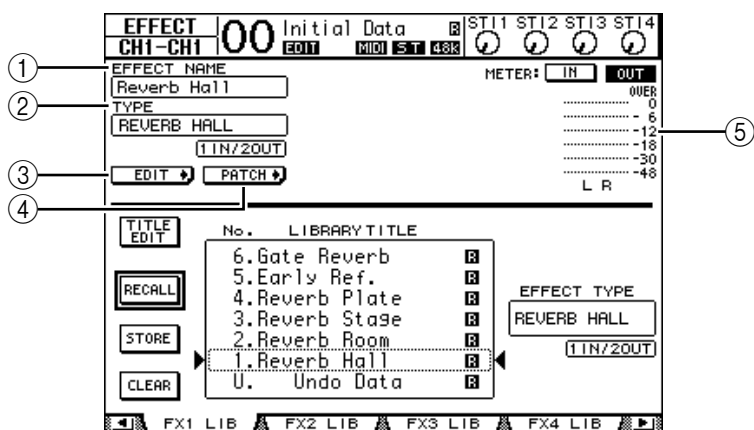 EFFECT
CH1-CH1
00
Initial Data R
EDIT MIDI ST 48K
STI1 STI2 STI3 STI4
1
EFFECT NAME
Reverb Hall
2
TYPE
REVERB HALL
1 IN/2OUT
3
EDIT
PATCH
4
METER: IN OUT
OVER
0
- 6
-12
-18
-30
-48
L R
5
TITLE EDIT
RECALL
STORE
CLEAR
No. LIBRARY TITLE
6.Gate Reverb R
5.Early Ref. R
4.Reverb Plate R
3.Reverb Stage R
2.Reverb Room R
1.Reverb Hall R
U. Undo Data R
EFFECT TYPE
REVERB HALL
1 IN/2OUT
FX1 LIB FX2 LIB FX3 LIB FX4 LIB